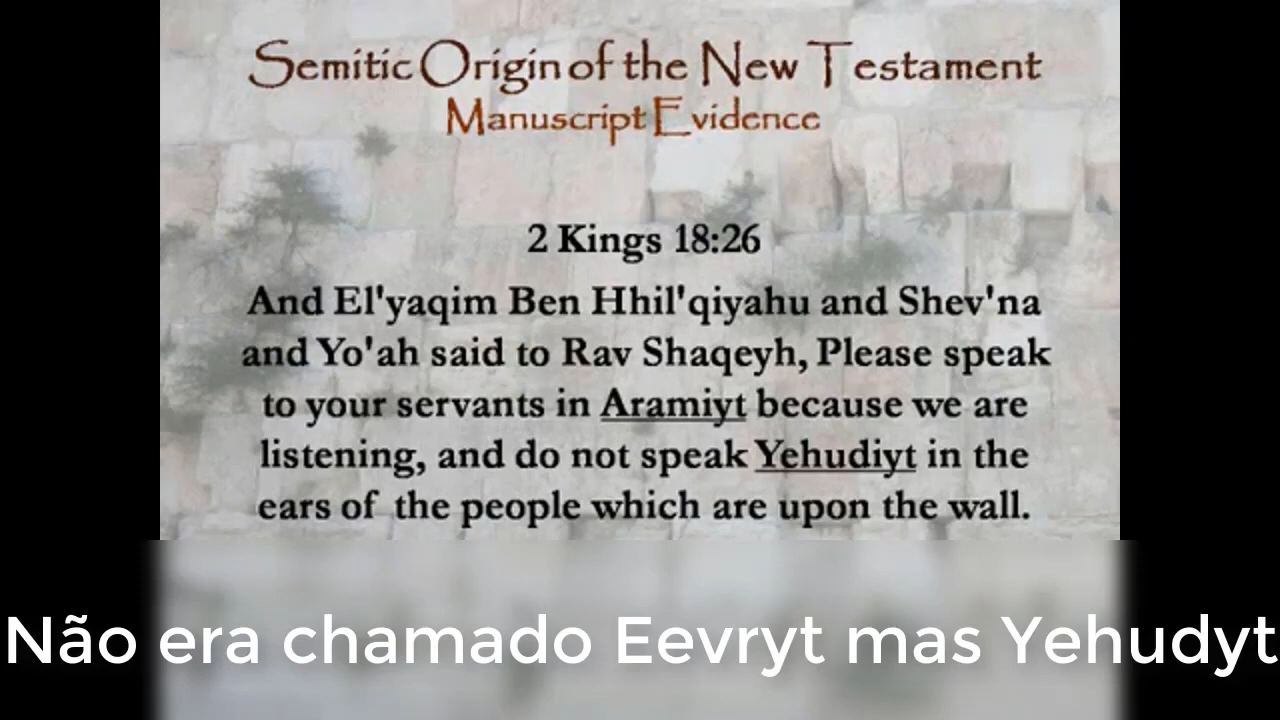 Semitic Origin of the New Testament
Manuscript Evidence
2 Kings 18:26
And El'yaqim Ben Hhil'qiyahu and Shev'na
and Yo'ah said to Rav Shaqeyh, Please speak
to your servants in Aramiyt because we are
listening, and do not speak Yehudiyt in the
ears of the people which are upon the wall.
Não era chamado Eevryt mas Yehudyt